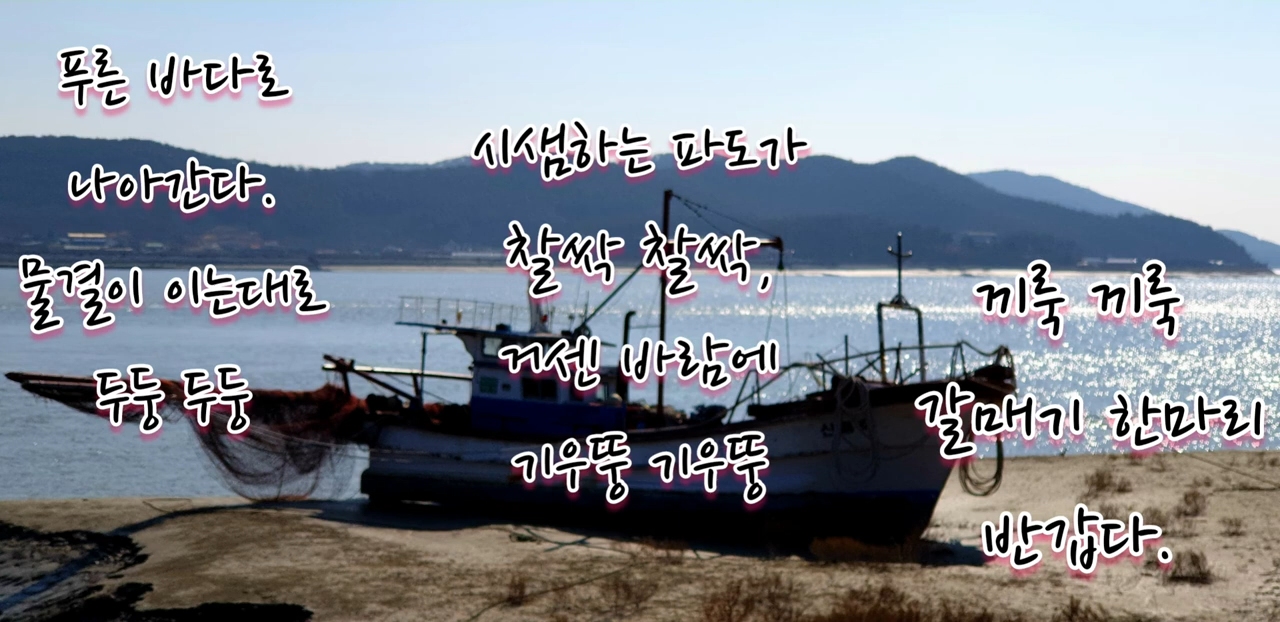 푸른 바다로
나아간다.
물결이 이는대로
두둥 두둥
시샘하는 파도가
찰싹 찰싹,
거센 바람에
기우뚱 기우뚱
끼룩 끼룩
갈매기 한마리
반갑다.